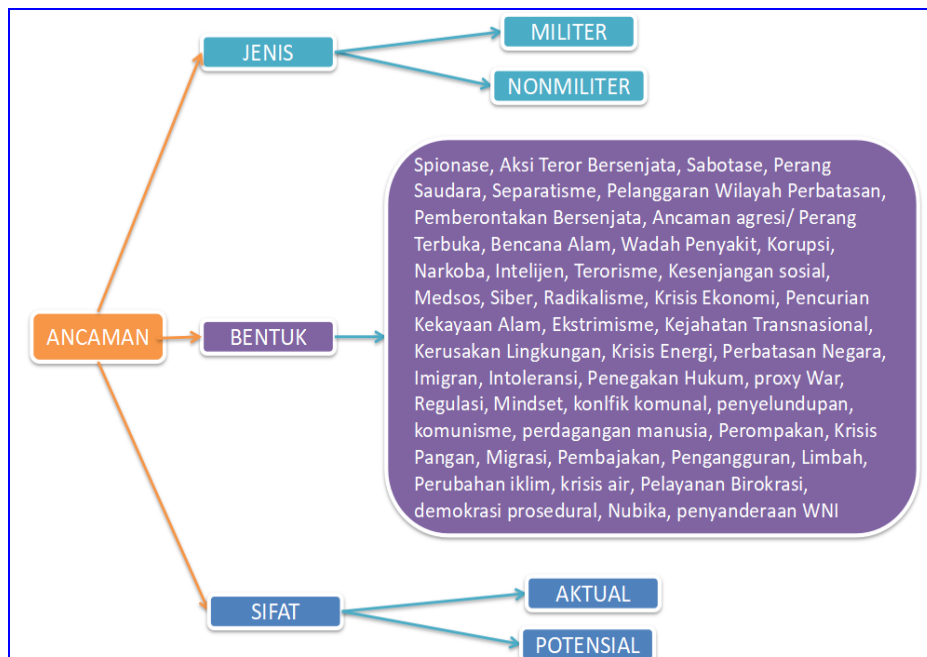 JENIS
MILITER
NONMILITER
Spionase, Aksi Teror Bersenjata, Sabotase, Perang
Saudara, Separatisme, Pelanggaran Wilayah Perbatasan,
Pemberontakan Bersenjata, Ancaman agresi/ Perang
Terbuka, Bencana Alam, Wadah Penyakit, Korupsi,
Narkoba, Intelijen, Terorisme, Kesenjangan sosial,
Medsos, Siber, Radikalisme, Krisis Ekonomi, Pencurian
Kekayaan Alam, Ekstrimisme, Kejahatan Transnasional,
Kerusakan Lingkungan, Krisis Energi, Perbatasan Negara,
Imigran, Intoleransi, Penegakan Hukum, proxy War,
Regulasi, Mindset, konlfik komunal, penyelundupan,
komunisme, perdagangan manusia, Perompakan, Krisis
Pangan, Migrasi, Pembajakan, Pengangguran, Limbah,
Perubahan iklim, krisis air, Pelayanan Birokrasi,
demokrasi prosedural, Nubika, penyanderaan WNI
ANCAMAN
BENTUK
SIFAT
AKTUAL
POTENSIAL